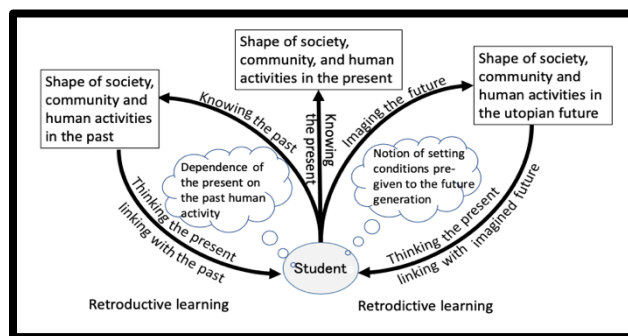 Shape of society,
community, and human
activities in the present
Shape of society,
community and
human activities
in the past
Shape of society,
community and
human activities in
the utopian future
Knowing the past
Knowing
the present
Imaging the future
Dependence of
the present on
the past human
activity
Notion of setting
conditions pre-
given to the future
generation
Thinking the present
linking with the past
Thinking the present
linking with imagined future
Student
Retroductive learning
Retrodictive learning